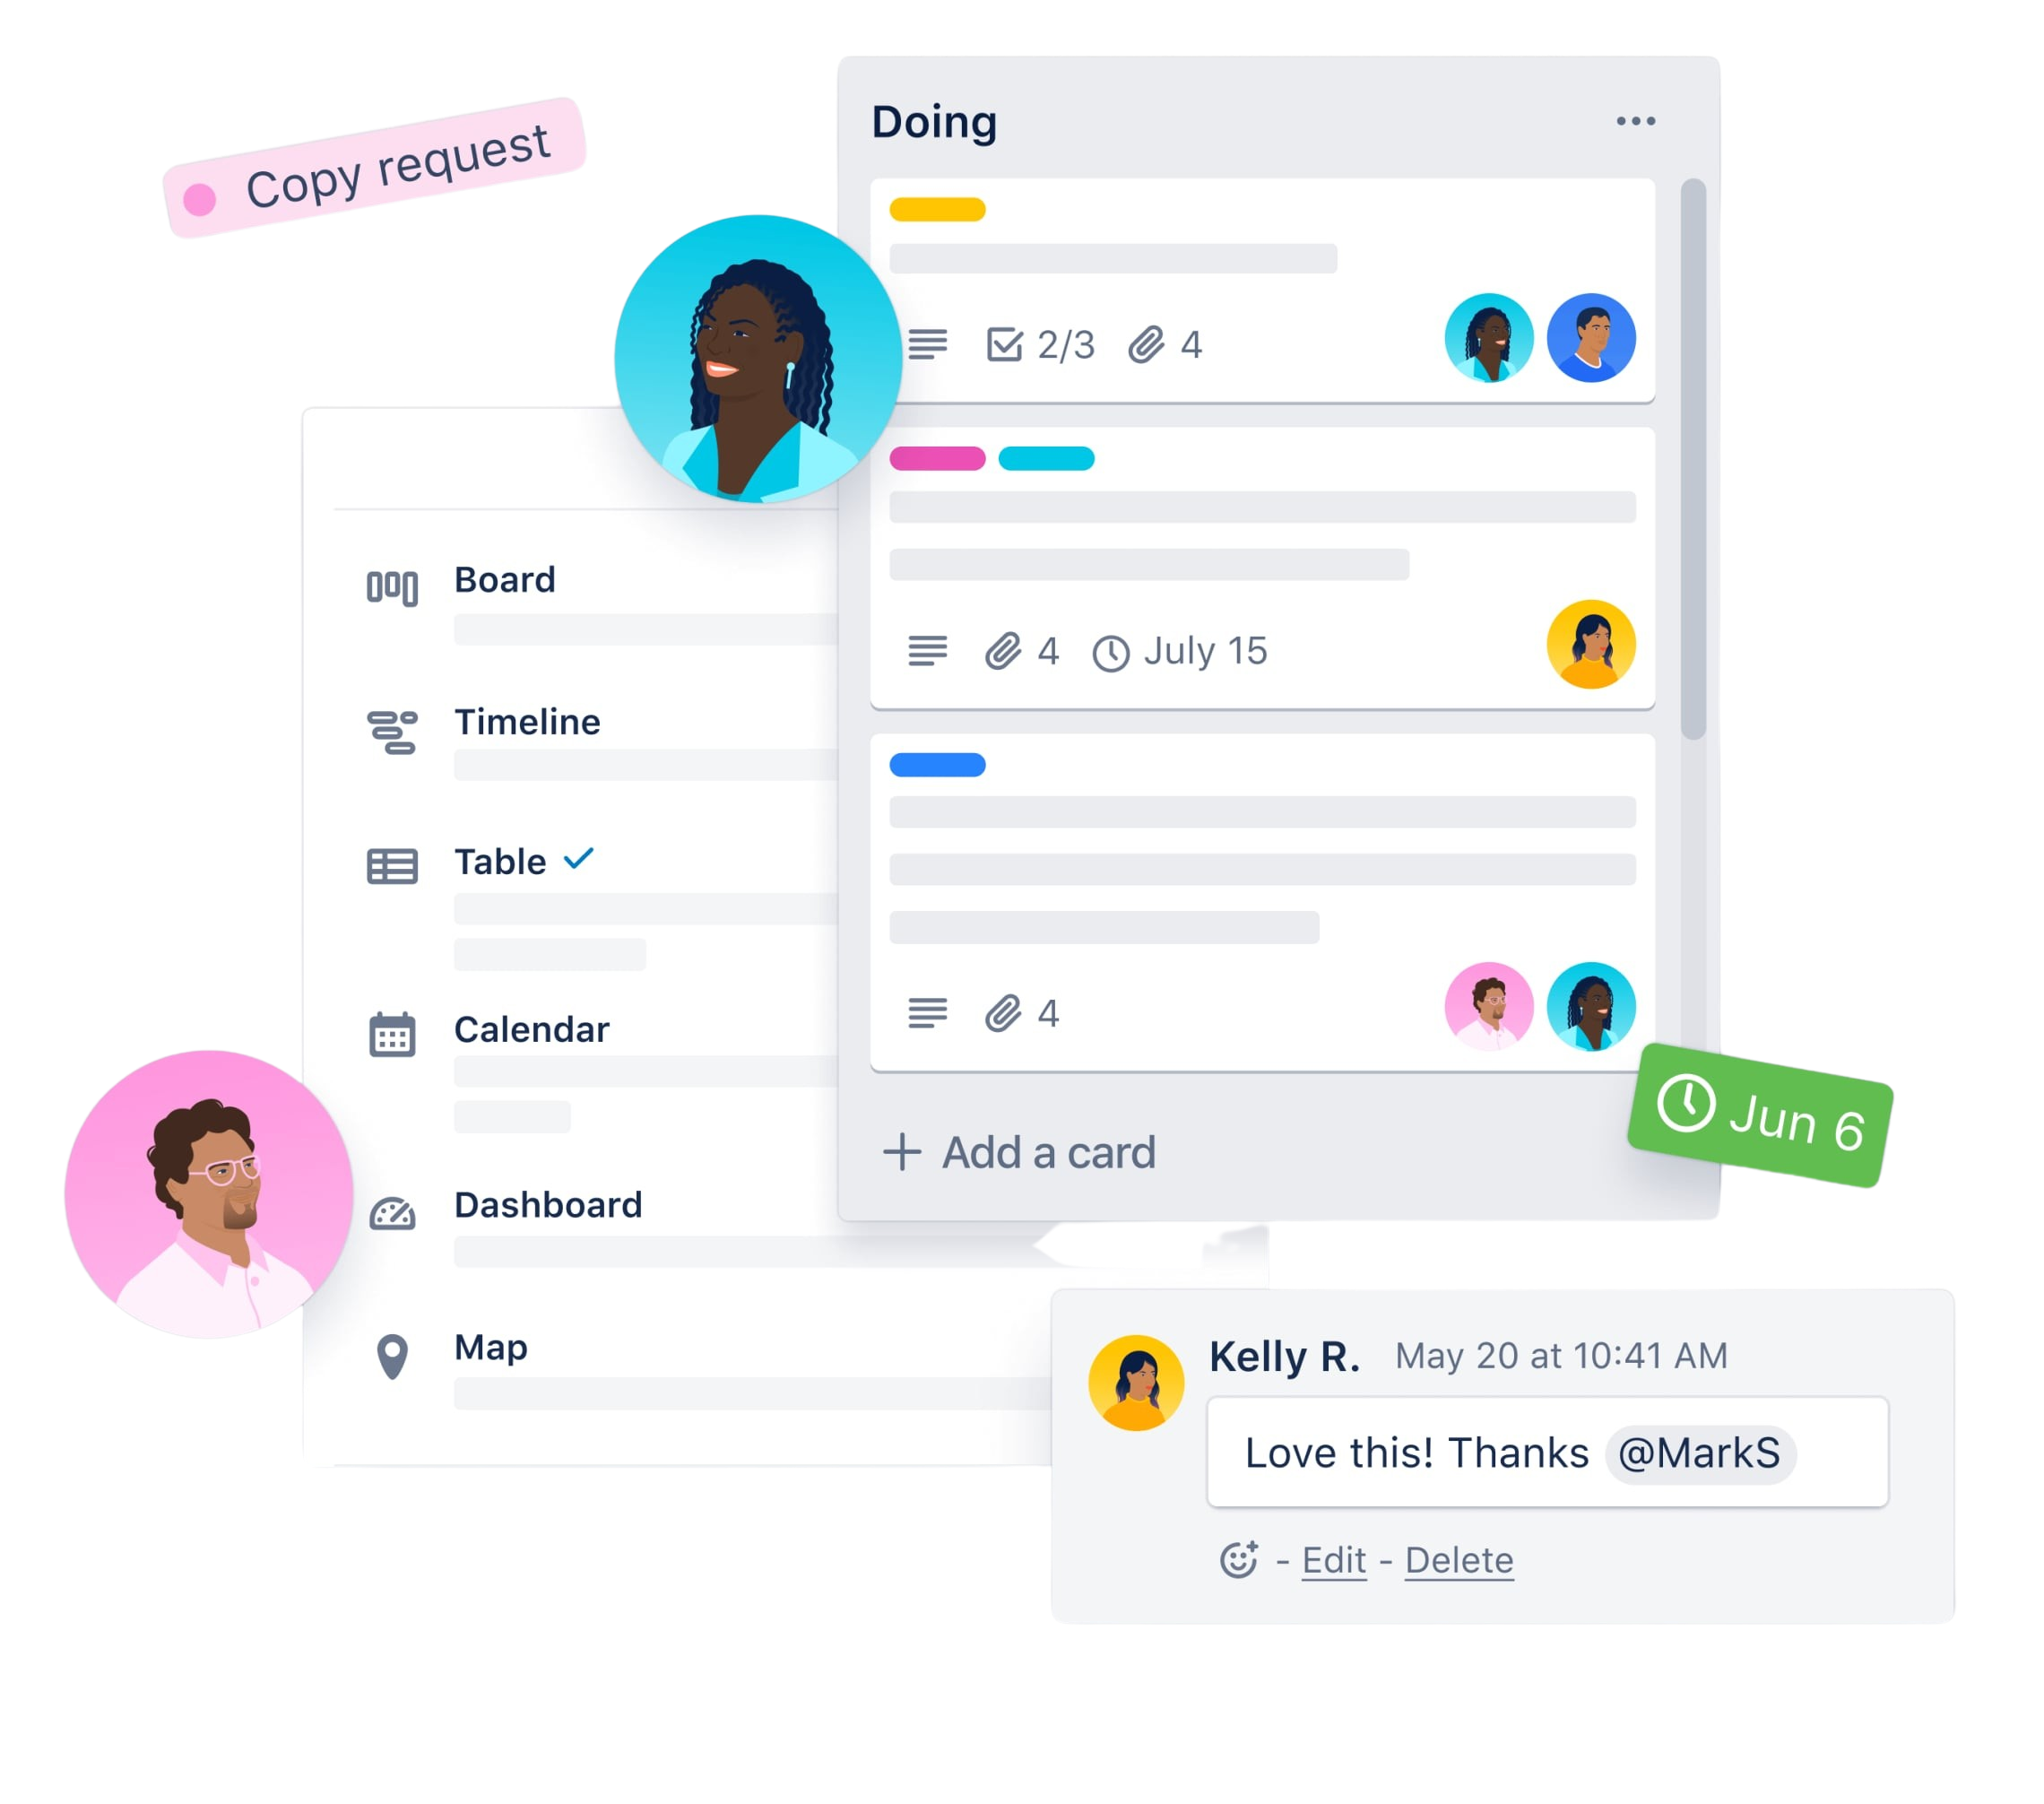 Copy request
Doing
2/3 4
4 July 15
4
Add a card
Jun 6
Board
Timeline
Table
Calendar
Dashboard
Map
Kelly R. May 20 at 10:41 AM
Love this! Thanks @MarkS
- Edit - Delete